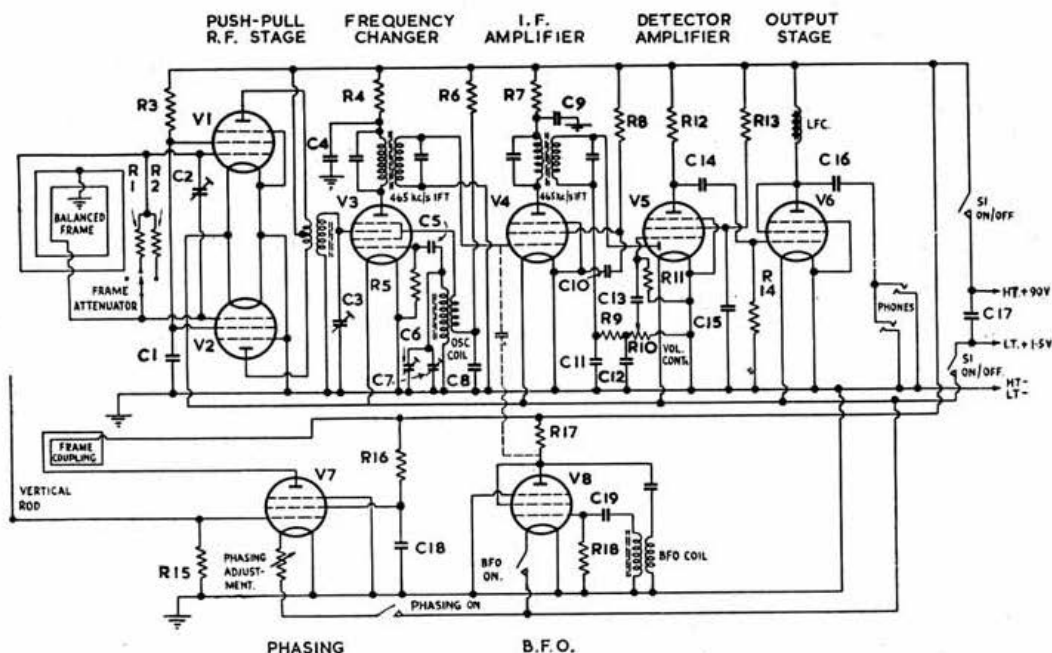 PUSH-PULL
R.F. STAGE
FREQUENCY
CHANGER
I.F.
AMPLIFIER
DETECTOR
AMPLIFIER
OUTPUT
STAGE
R3
V1
R4
R6
R7
C9
R8
R12
R13
LFC.
R
1
R
2
C2
C4
C14
C16
BALANCED
FRAME
465 kc/s IFT
465 kc/s IFT
V3
C5
V4
V5
V6
S1
ON/OFF
FRAME
ATTENUATOR
R5
C10
R11
R
14
PHONES
HT.+90V
C3
C13
C17
V2
C6
OSC
COIL
R9
R10
C15
LT.+1·5V
C1
C7
C8
C11
C12
VOL.
CONT.
S1
ON/OFF.
HT-
LT-
FRAME
COUPLING
R16
R17
V7
V8
VERTICAL
ROD
C19
C18
R18
BFO COIL
R15
PHASING
ADJUST-
MENT.
BFO
ON.
PHASING ON
PHASING
B.F.O.